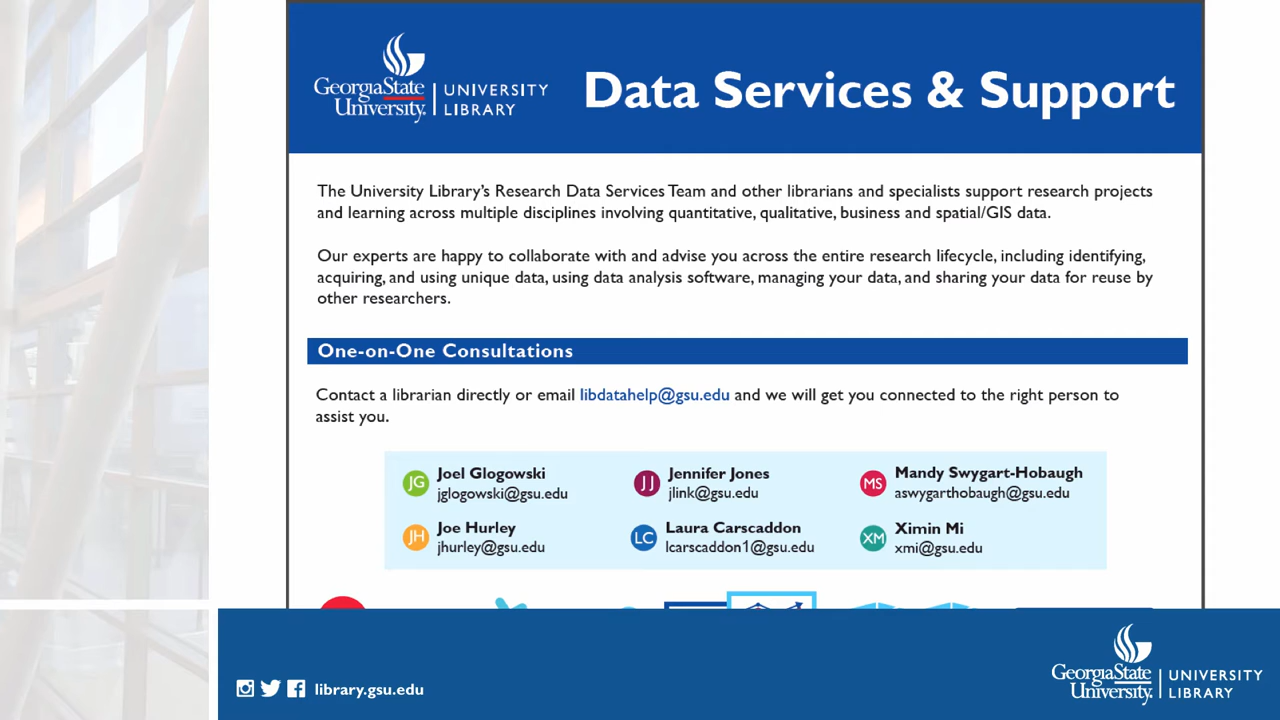 GeorgiaState
University.
UNIVERSITY
LIBRARY
Data Services & Support
The University Library's Research Data Services Team and other librarians and specialists support research projects
and learning across multiple disciplines involving quantitative, qualitative, business and spatial/GIS data.
Our experts are happy to collaborate with and advise you across the entire research lifecycle, including identifying,
acquiring, and using unique data, using data analysis software, managing your data, and sharing your data for reuse by
other researchers.
One-on-One Consultations
Contact a librarian directly or email libdatahelp@gsu.edu and we will get you connected to the right person to
assist you.
JG
Joel Glogowski
jglogowski@gsu.edu
JJ
Jennifer Jones
jlink@gsu.edu
MS
Mandy Swygart-Hobaugh
aswygarthobaugh@gsu.edu
JH
Joe Hurley
jhurley@gsu.edu
LC
Laura Carscaddon
lcarscaddon1@gsu.edu
XM
Ximin Mi
xmi@gsu.edu
library.gsu.edu
GeorgiaState
University.
UNIVERSITY
LIBRARY